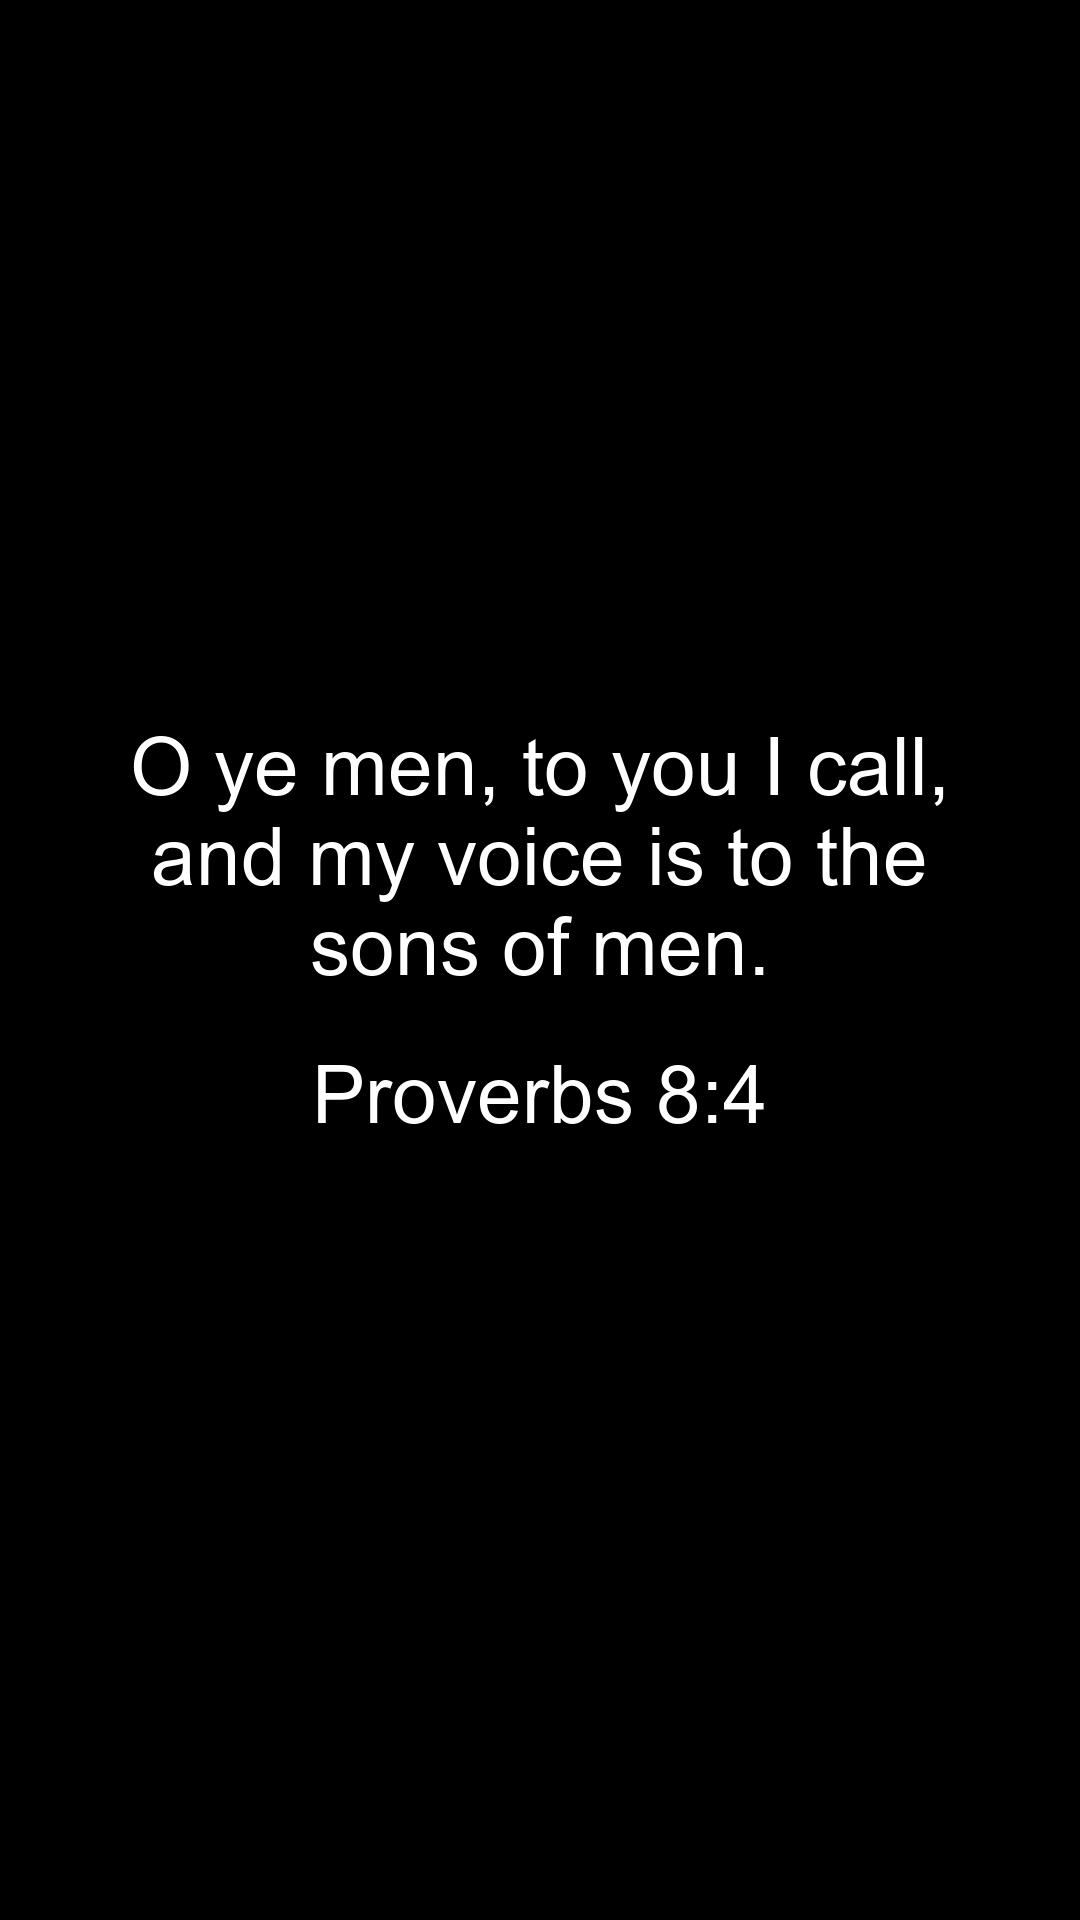 O ye men, to you I call,
and my voice is to the
sons of men.
Proverbs 8:4